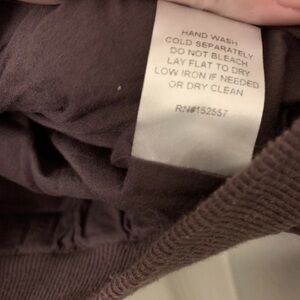 HAND WASH
COLD SEPARATELY
DO NOT BLEACH
LAY FLAT TO DRY
LOW IRON IF NEEDED
OR DRY CLEAN
RN#152557